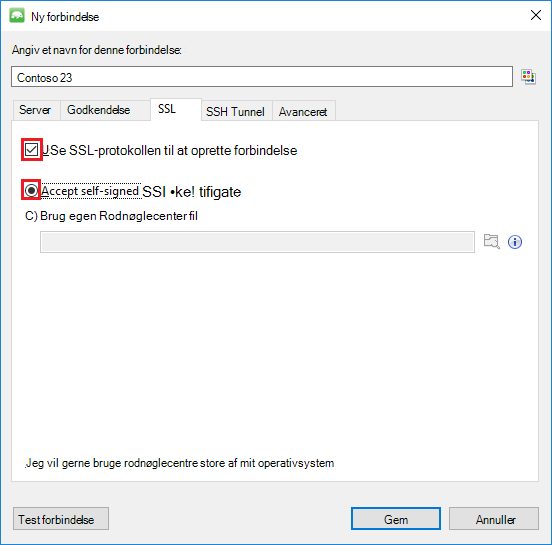 Ny forbindelse
Angiv et navn for denne forbindelse:
Contoso 23
Server Godkendelse SSL SSH Tunnel Avanceret
USe SSL-protokollen til at oprette forbindelse
Accept self-signed SSI •ke! tifigate
C) Brug egen Rodnøglecenter fil
Jeg vil gerne bruge rodnøglecentre store af mit operativsystem
Test forbindelse Gem Annuller